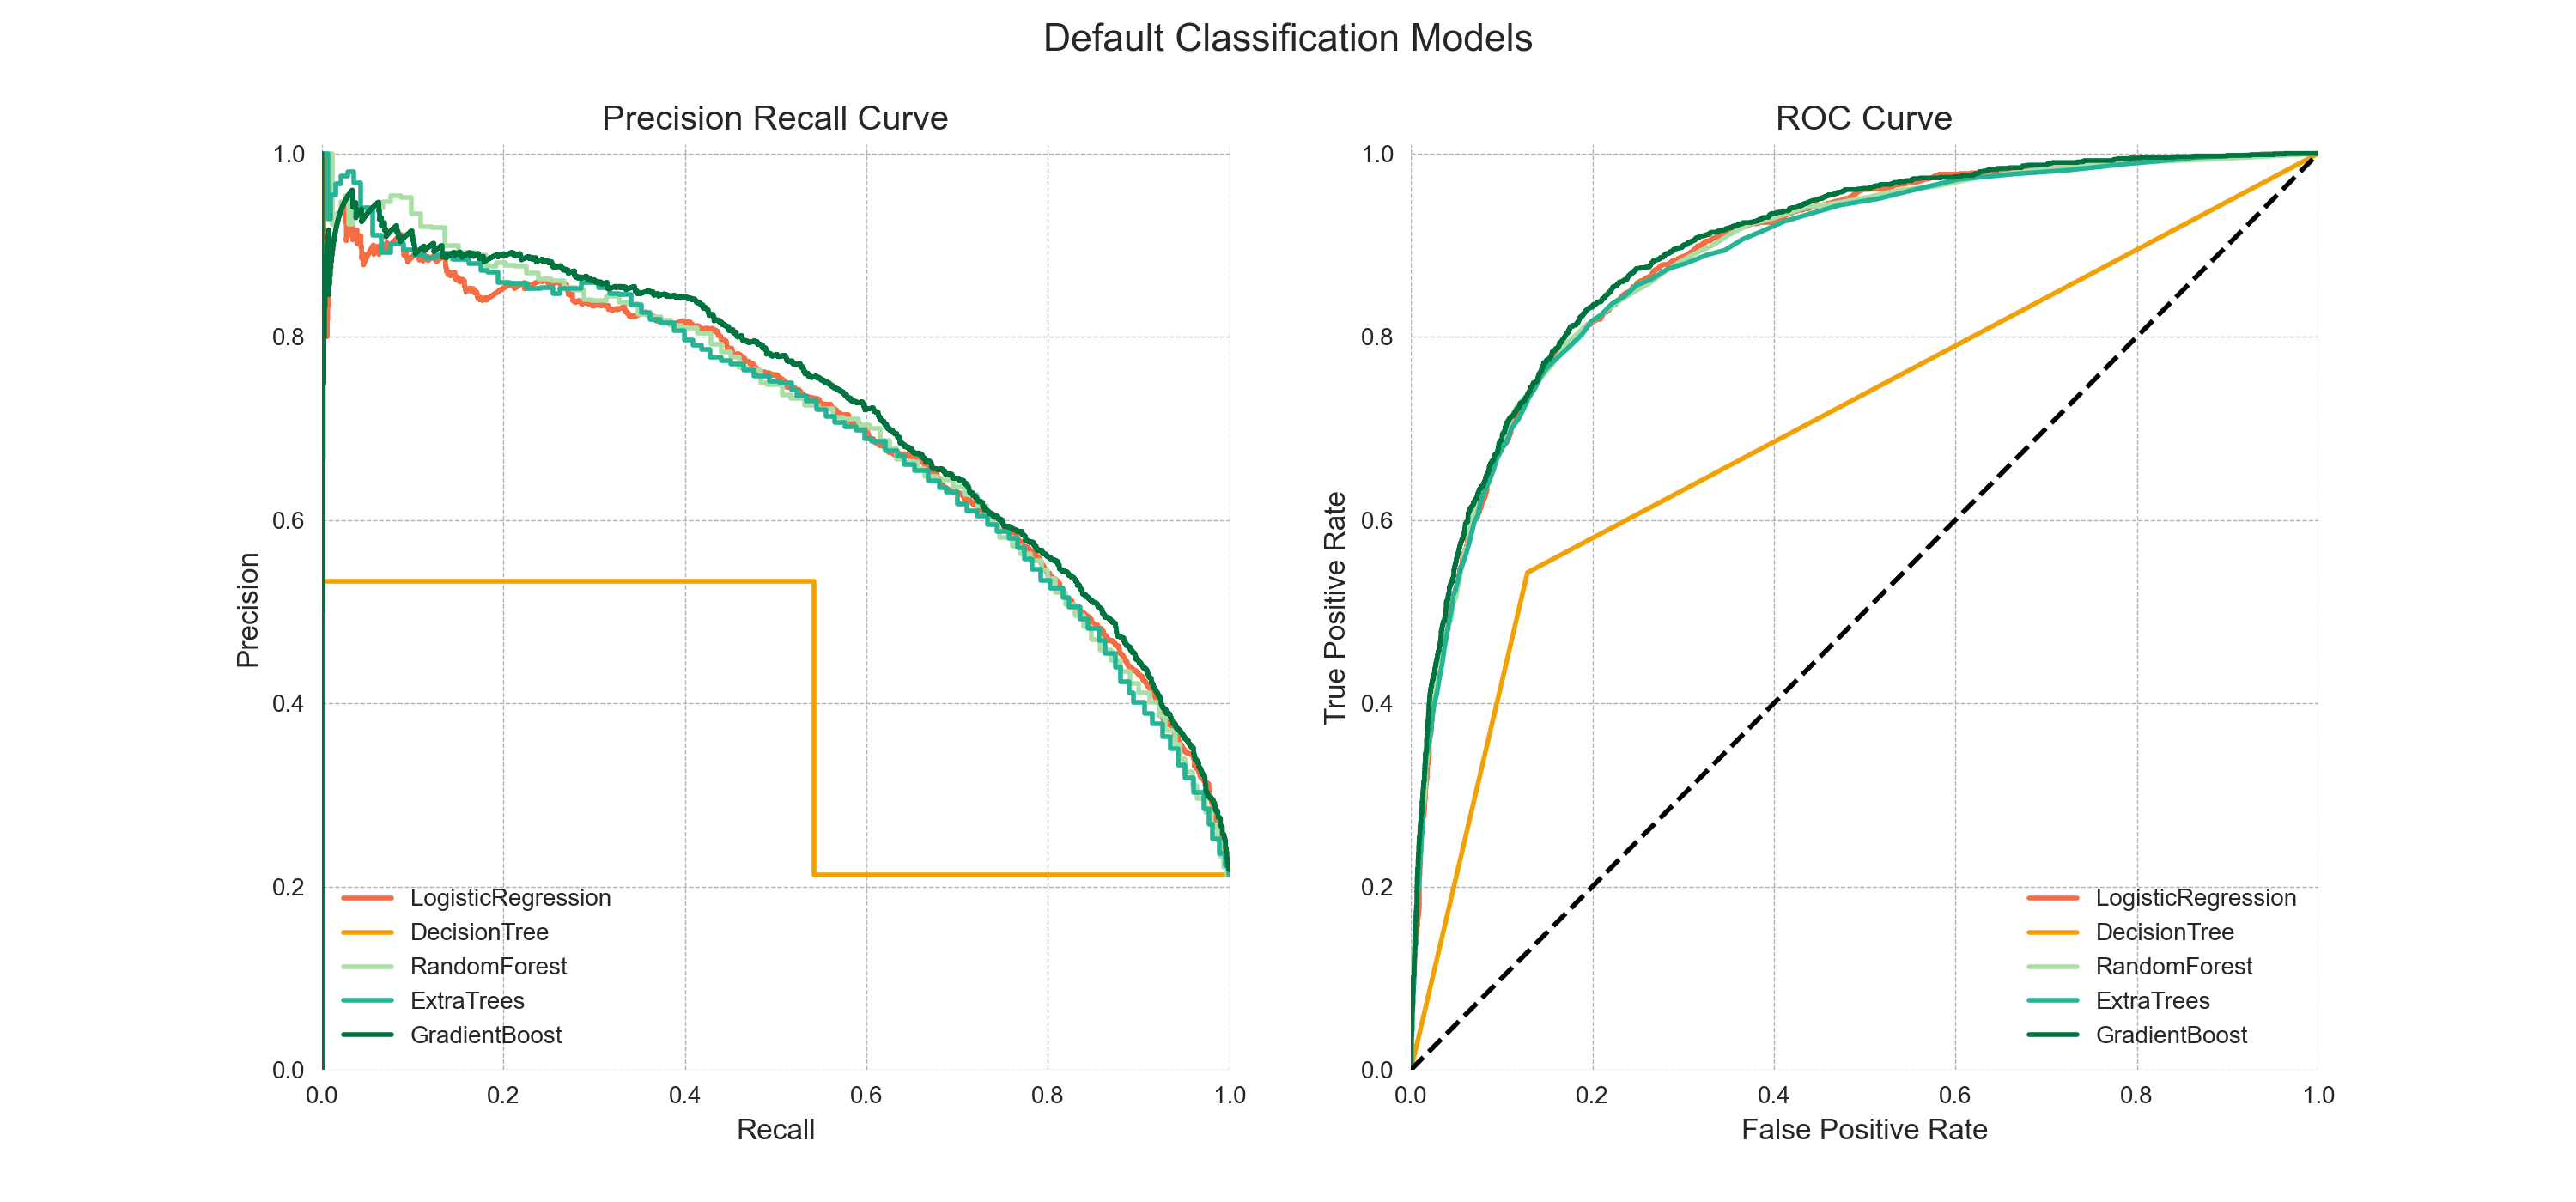 Default Classification Models
Precision Recall Curve
1.0
0.8
0.6
0.4
0.2
0.0
Precision
LogisticRegression
DecisionTree
RandomForest
ExtraTrees
GradientBoost
0.0 0.2 0.4 0.6 0.8 1.0
Recall
ROC Curve
1.0
0.8
0.6
0.4
0.2
0.0
True Positive Rate
LogisticRegression
DecisionTree
RandomForest
ExtraTrees
GradientBoost
0.0 0.2 0.4 0.6 0.8 1.0
False Positive Rate